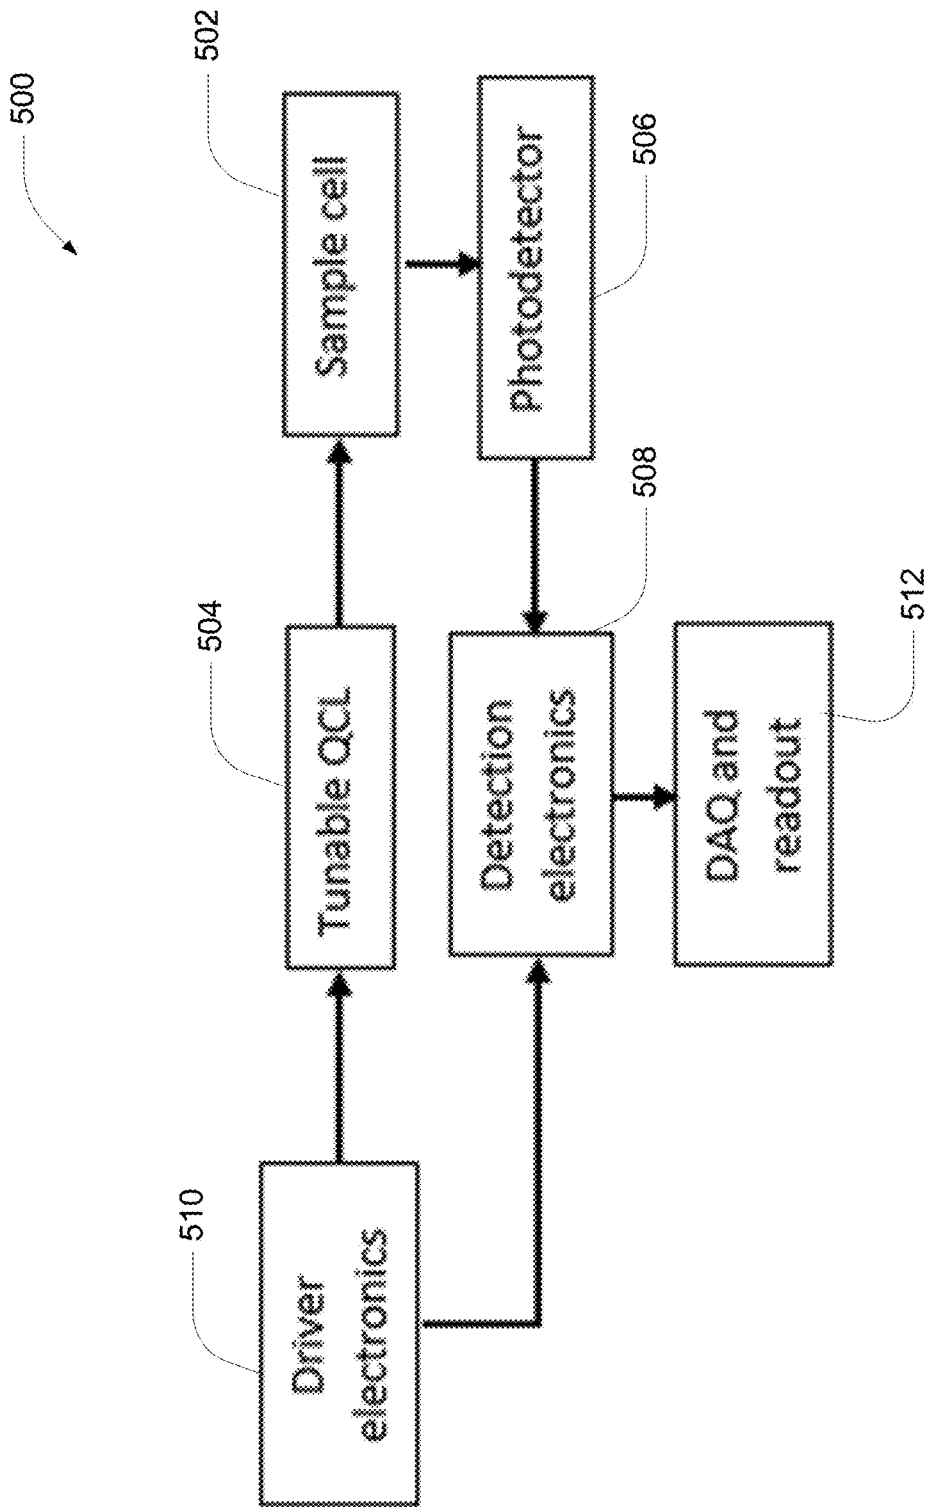 500
510
504
502
Driver
electronics
Tunable QCL
Sample cell
Detection
electronics
Photodetector
508
506
DAQ and
readout
512